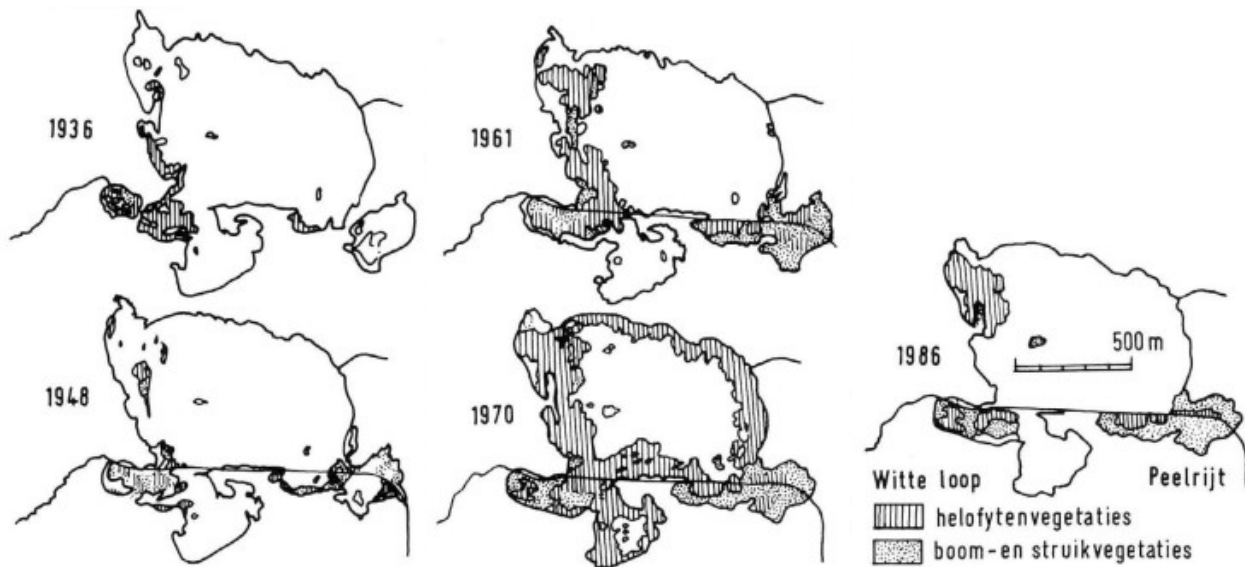 1936
1961
1948
1970
1986
500 m
Witte loop
Peelrijt
helofytenvegetaties
boom-en struikvegetaties